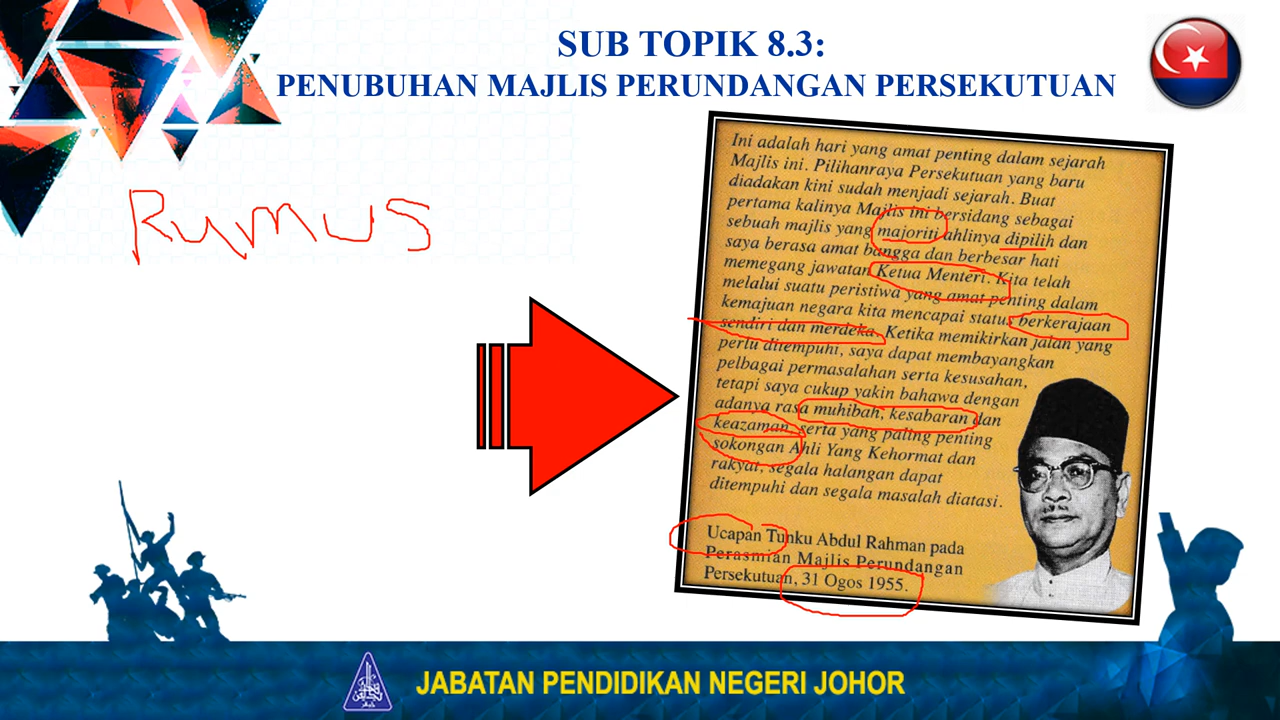 SUB TOPIK 8.3:
PENUBUHAN MAJLIS PERUNDANGAN PERSEKUTUAN
Rumus
Ini adalah hari yang amat penting dalam sejarah
Majlis ini. Pilihanraya Persekutuan yang baru
diadakan kini sudah menjadi sejarah. Buat
pertama kalinya Majlis ini bersidang sebagai
sebuah majlis yang majoriti ahlinya dipilih dan
saya berasa amat bangga dan berbesar hati
memegang jawatan Ketua Menteri. Kita telah
melalui suatu peristiwa yang amat penting dalam
kemajuan negara kita mencapai status berkerajaan
sendiri dan merdeka. Ketika memikirkan jalan yang
perlu ditempuhi, saya dapat membayangkan
pelbagai permasalahan serta kesusahan,
tetapi saya cukup yakin bahawa dengan
adanya rasa muhibah, kesabaran dan
keazaman, serta yang paling penting
sokongan Ahli Yang Kehormat dan
rakyat, segala halangan dapat
ditempuhi dan segala masalah diatasi.
Ucapan Tunku Abdul Rahman pada
Perasmian Majlis Perundangan
Persekutuan, 31 Ogos 1955.
JABATAN PENDIDIKAN NEGERI JOHOR